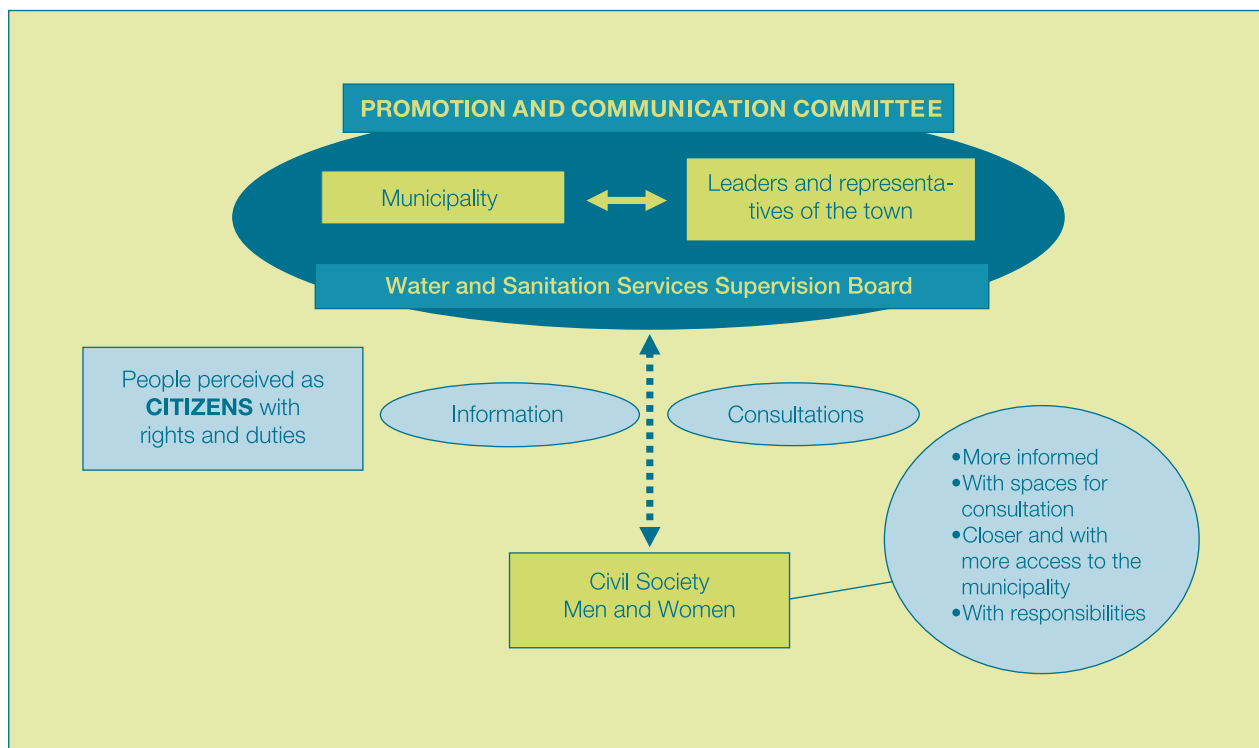 PROMOTION AND COMMUNICATION COMMITTEE
Municipality
Leaders and representa-
tives of the town
Water and Sanitation Services Supervision Board
People perceived as
CITIZENS with
rights and duties
Information
Consultations
•More informed
•With spaces for
consultation
•Closer and with
more access to the
municipality
•With responsibilities
Civil Society
Men and Women